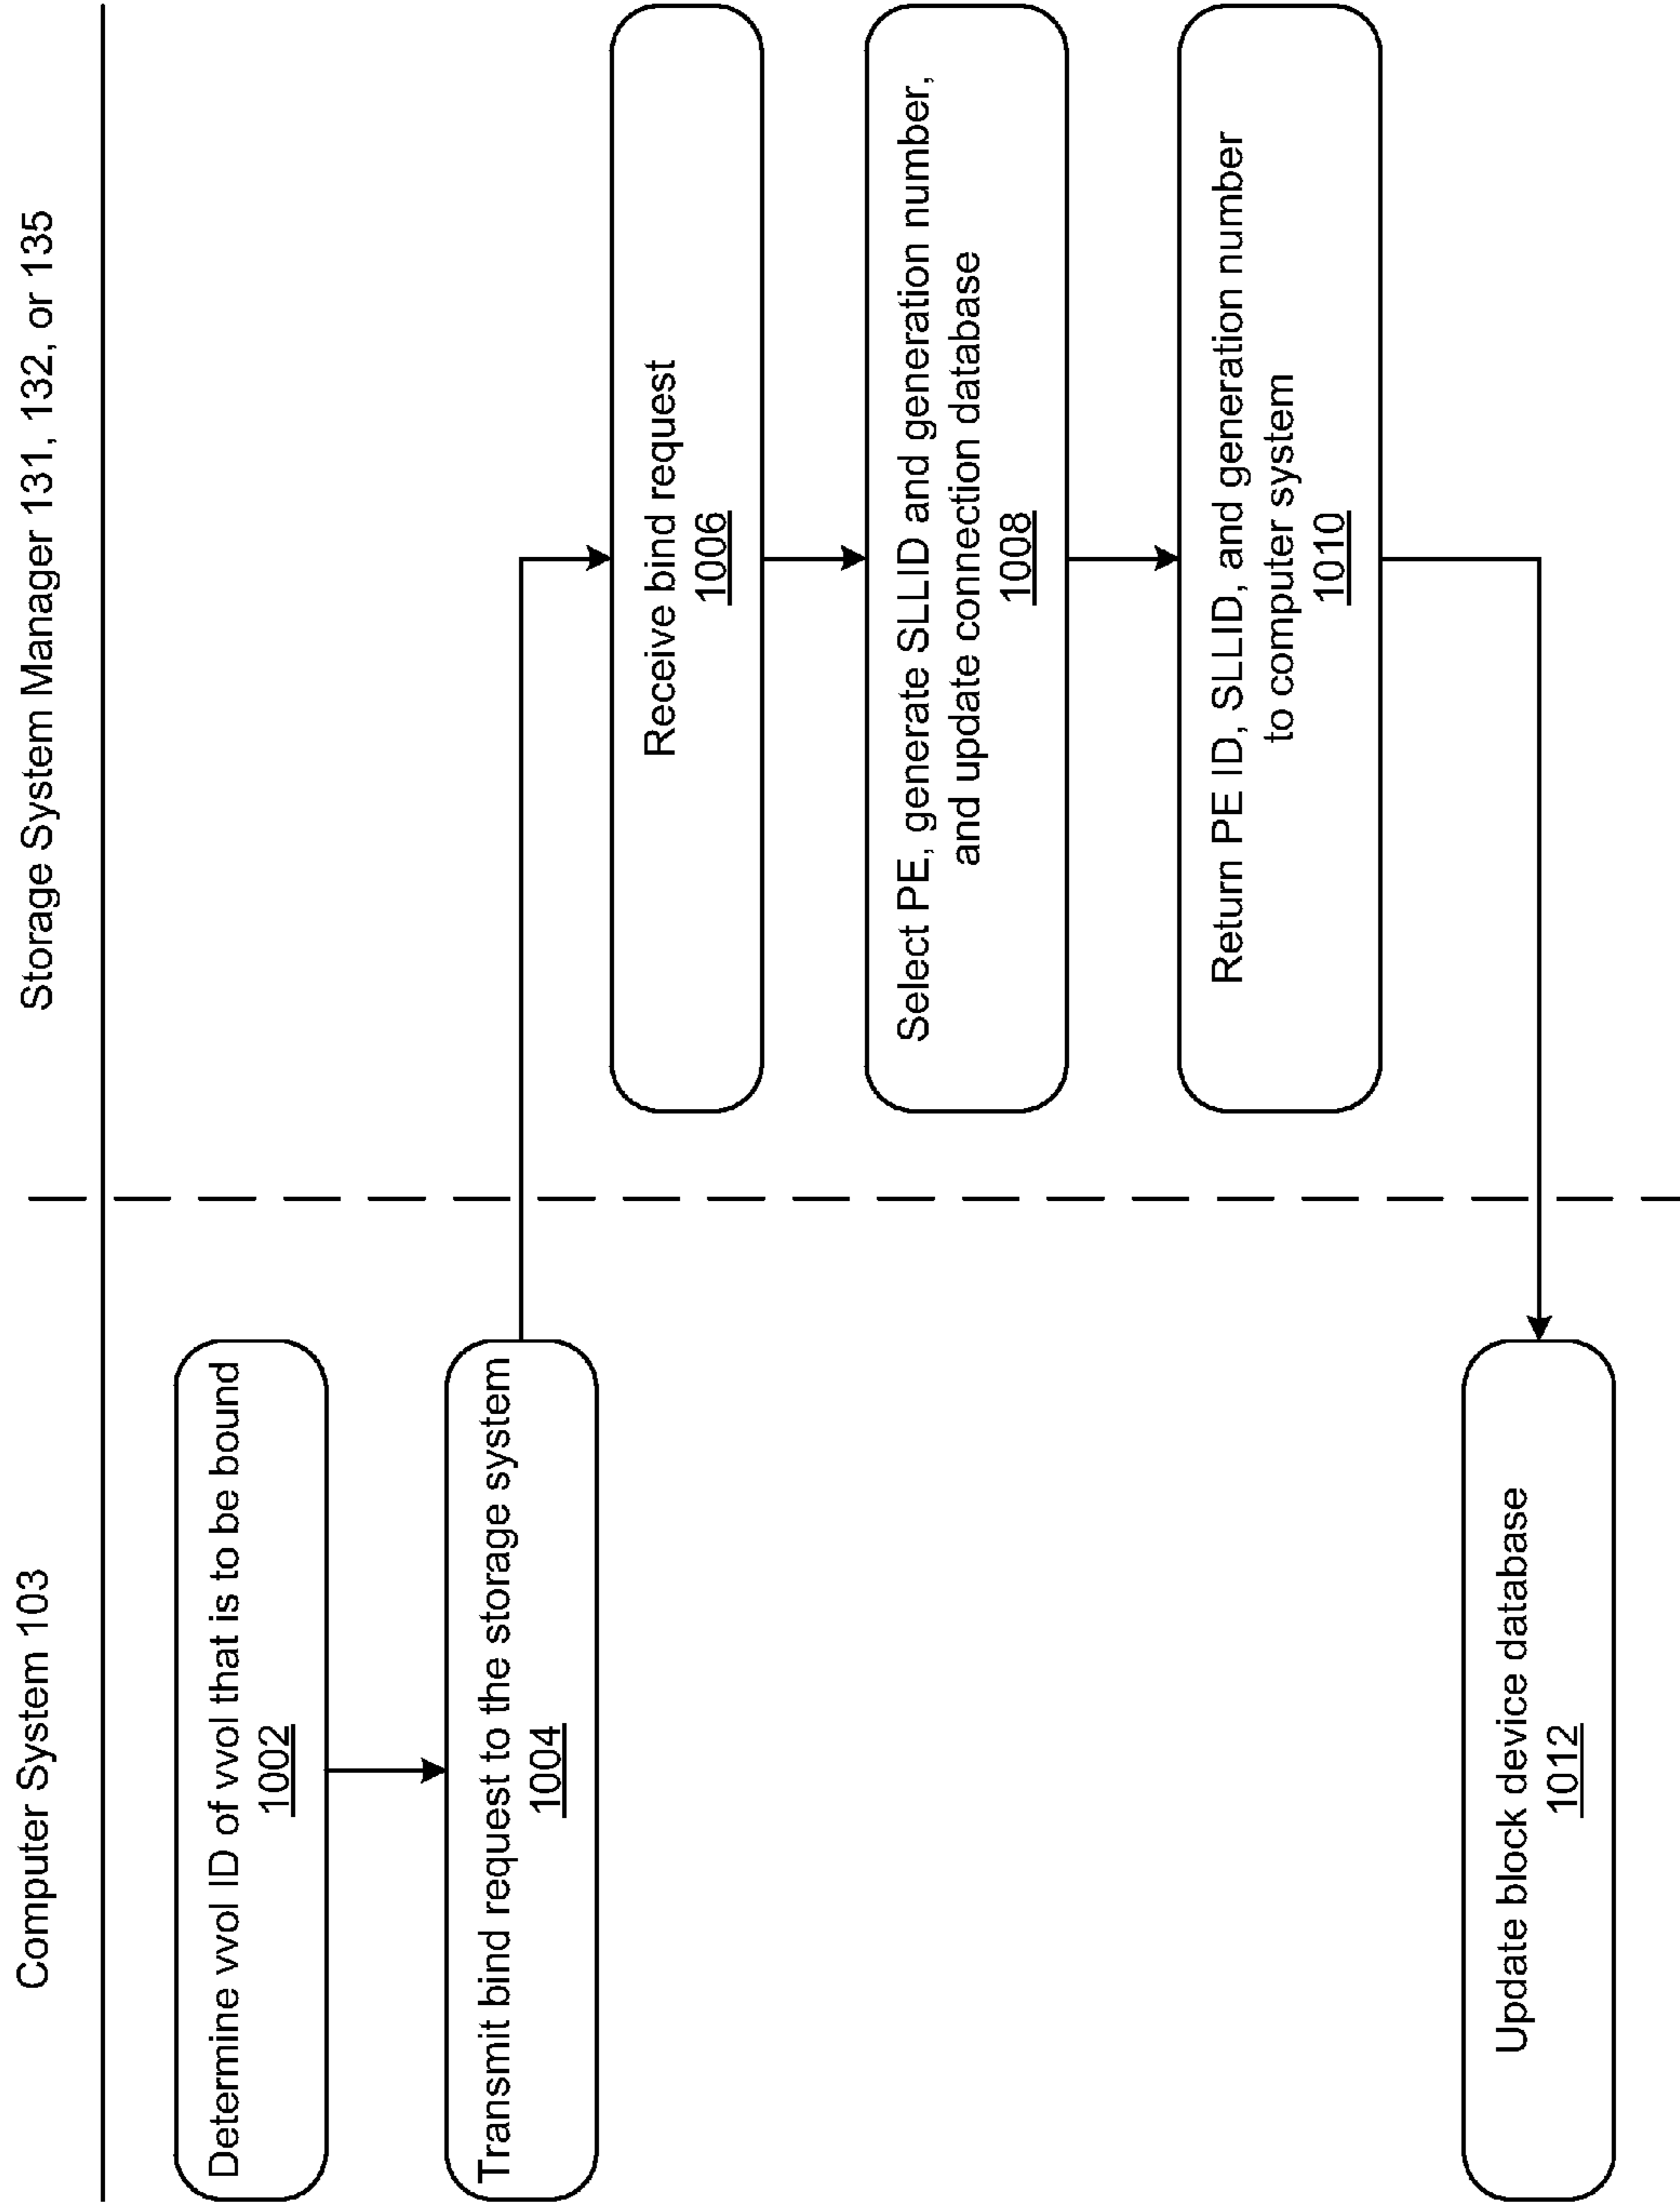 Computer System 103
Storage System Manager 131, 132, or 135
Determine vvol ID of vvol that is to be bound
1002
Transmit bind request to the storage system
1004
Receive bind request
1006
Select PE, generate SLLID and generation number,
and update connection database
1008
Return PE ID, SLLID, and generation number
to computer system
1010
Update block device database
1012